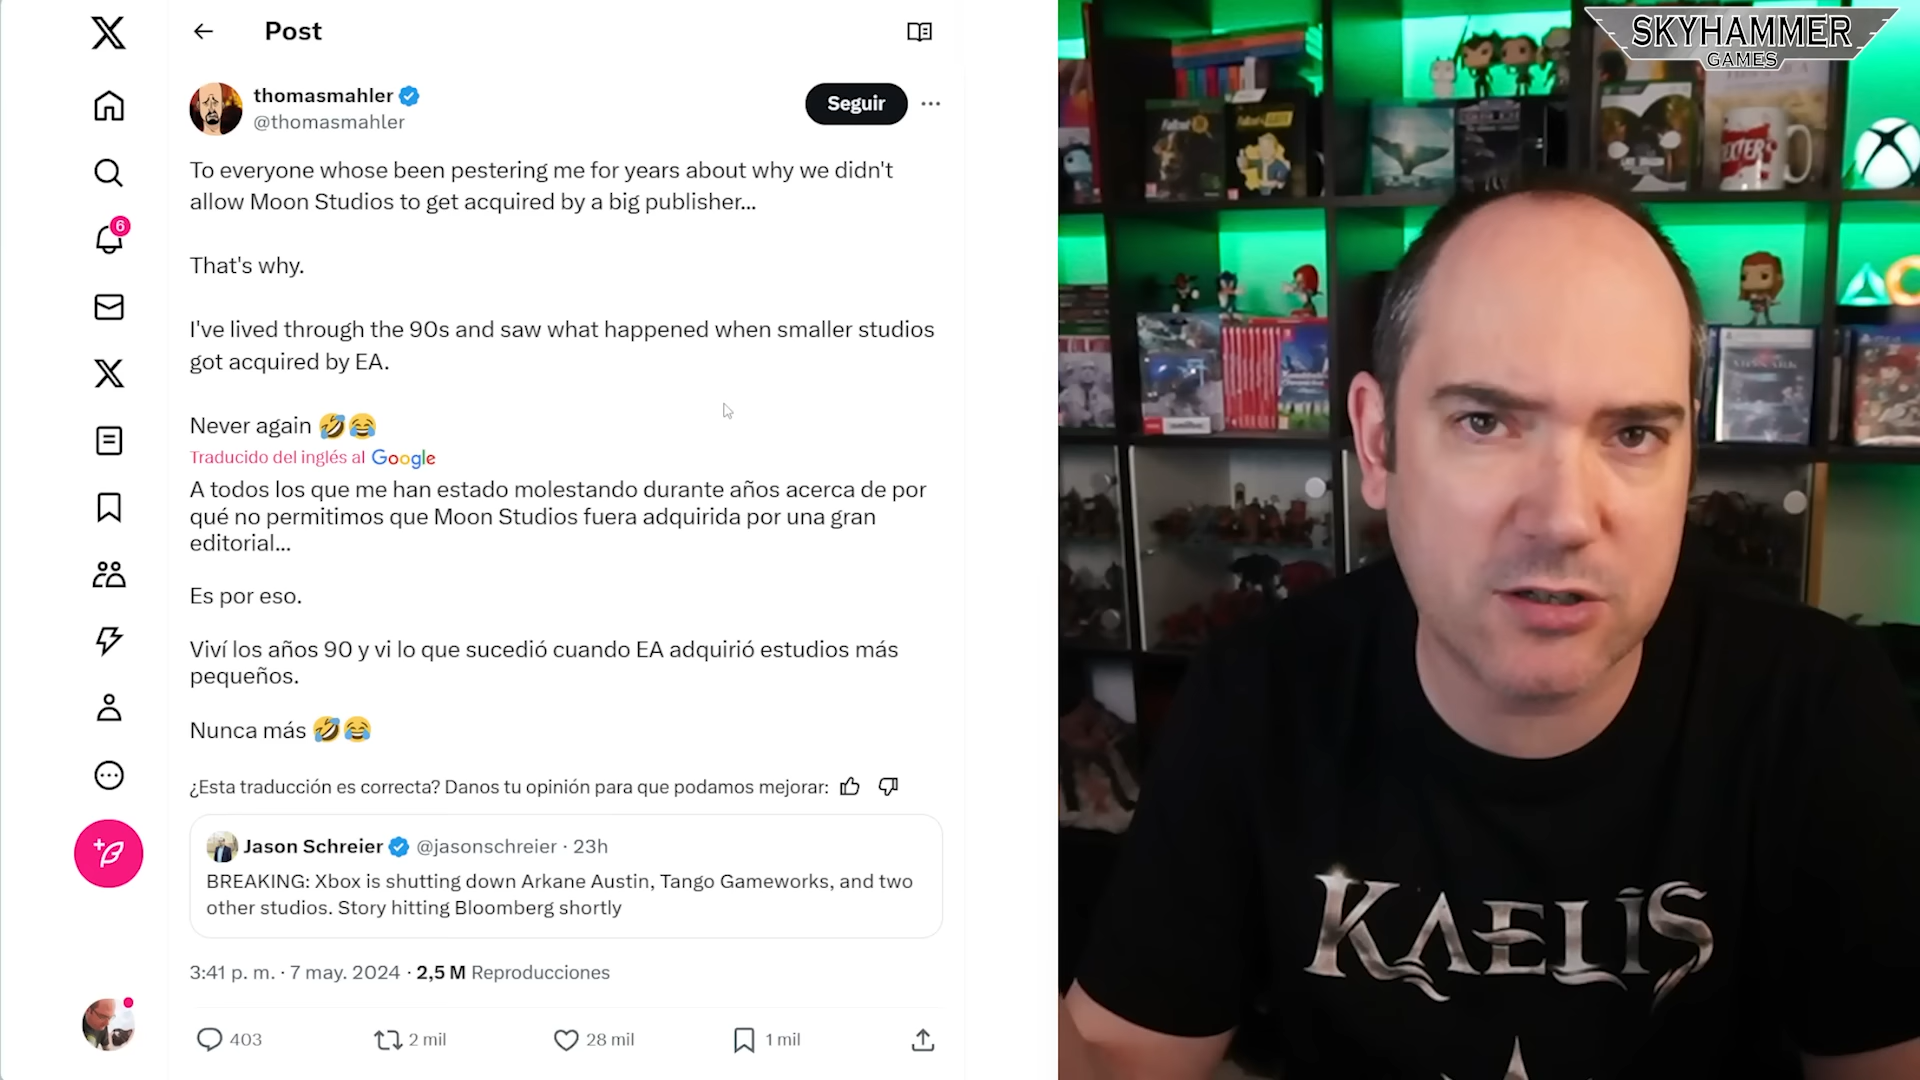 Post
thomasmahler
@thomasmahler
Seguir
To everyone whose been pestering me for years about why we didn't
allow Moon Studios to get acquired by a big publisher...
That's why.
I've lived through the 90s and saw what happened when smaller studios
got acquired by EA.
Never again 🤣😂
Traducido del inglés al Google
A todos los que me han estado molestando durante años acerca de por
qué no permitimos que Moon Studios fuera adquirida por una gran
editorial...
Es por eso.
Viví los años 90 y vi lo que sucedió cuando EA adquirió estudios más
pequeños.
Nunca más 🤣😂
¿Esta traducción es correcta? Danos tu opinión para que podamos mejorar:
Jason Schreier @jasonschreier · 23h
BREAKING: Xbox is shutting down Arkane Austin, Tango Gameworks, and two
other studios. Story hitting Bloomberg shortly
3:41 p. m. · 7 may. 2024 · 2,5 M Reproducciones
403 2 mil 28 mil 1 mil
6
SKYHAMMER
GAMES
Fallout
KAELIS